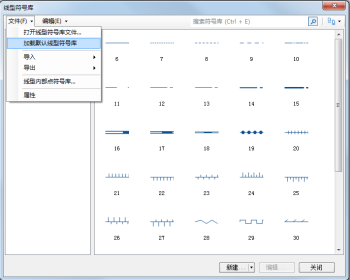 线型符号库
文件(F) 编辑(E) 搜索符号库 (Ctrl + E)
打开线型符号库文件...
加载默认线型符号库
导入
导出
线型内部点符号库...
属性
6 7 8 9 10
11 12 13 14 15
16 17 18 19 20
21 22 23 24 25
26 27 28 29 30
新建 编辑 关闭